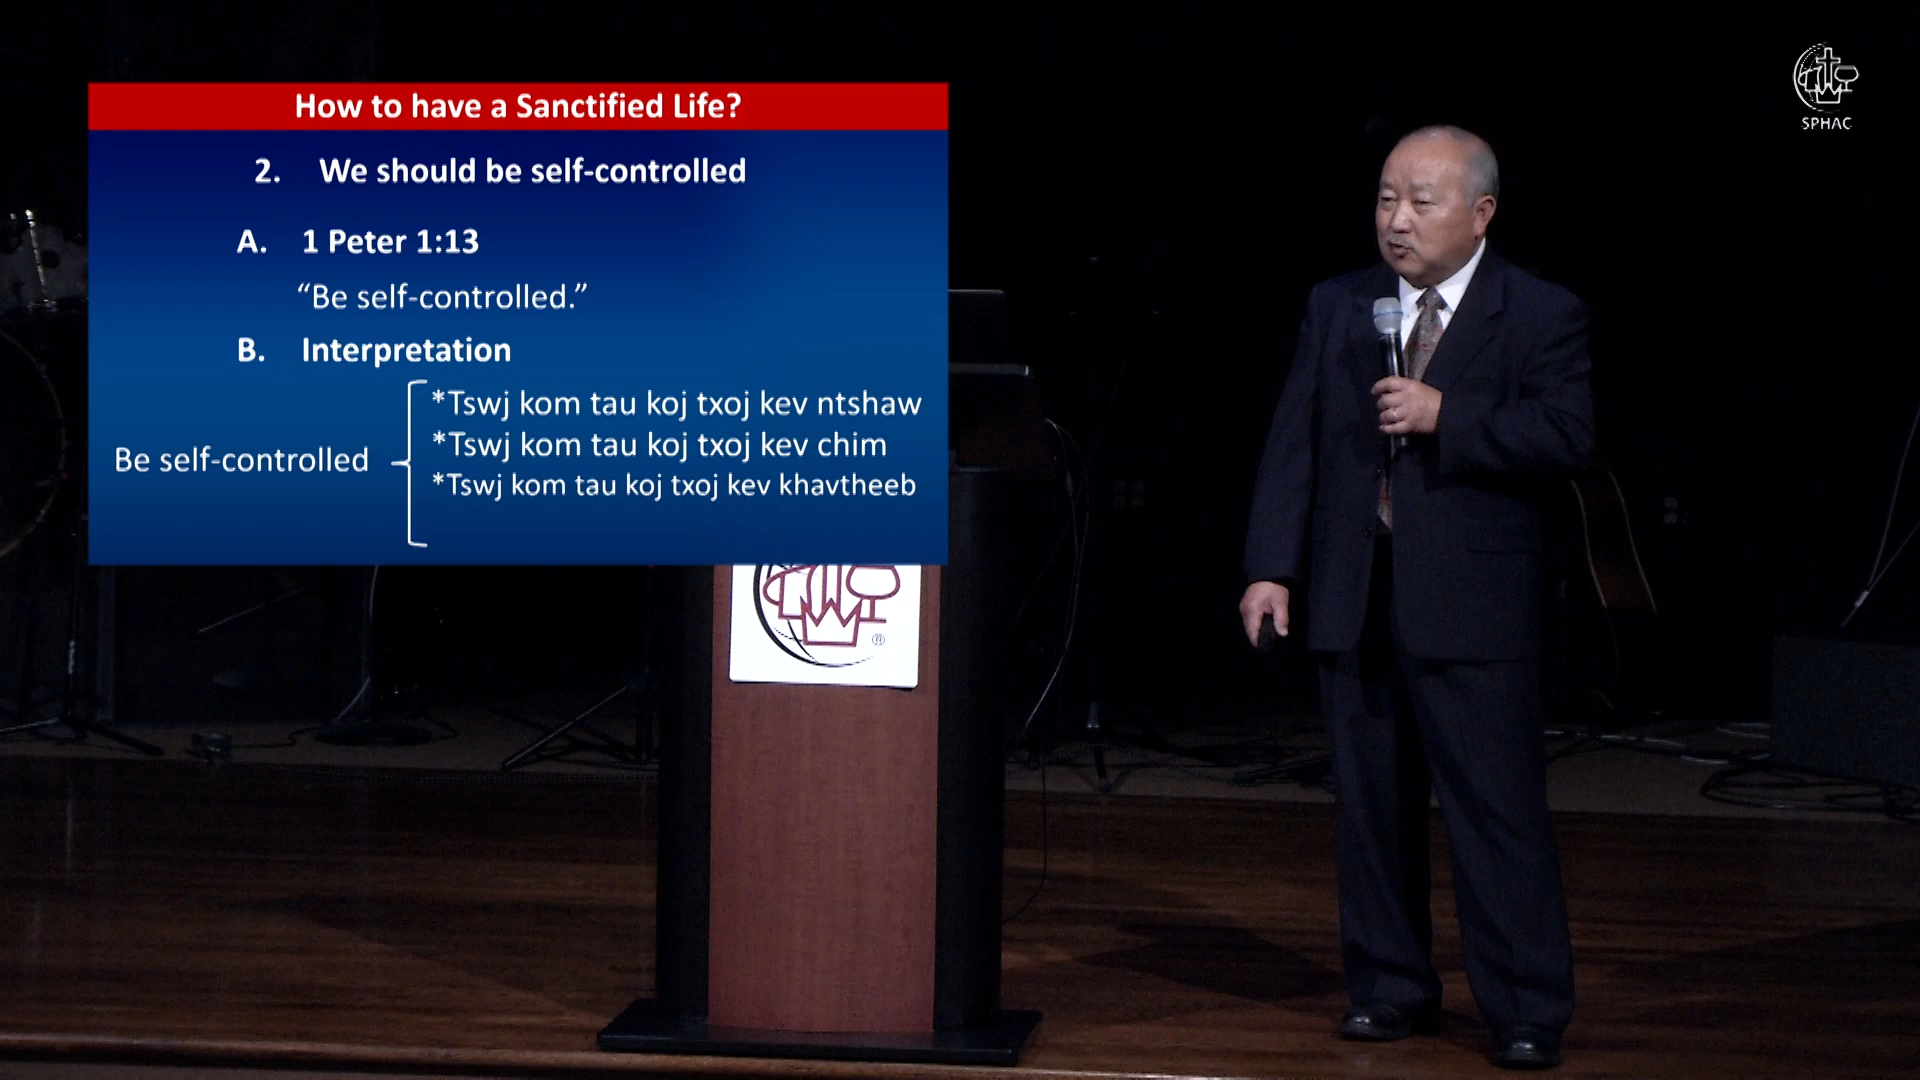 How to have a Sanctified Life?
2. We should be self-controlled
A. 1 Peter 1:13
“Be self-controlled.”
B. Interpretation
Be self-controlled
*Tswj kom tau koj txoj kev ntshaw
*Tswj kom tau koj txoj kev chim
*Tswj kom tau koj txoj kev khavtheeb
SPHAC
®